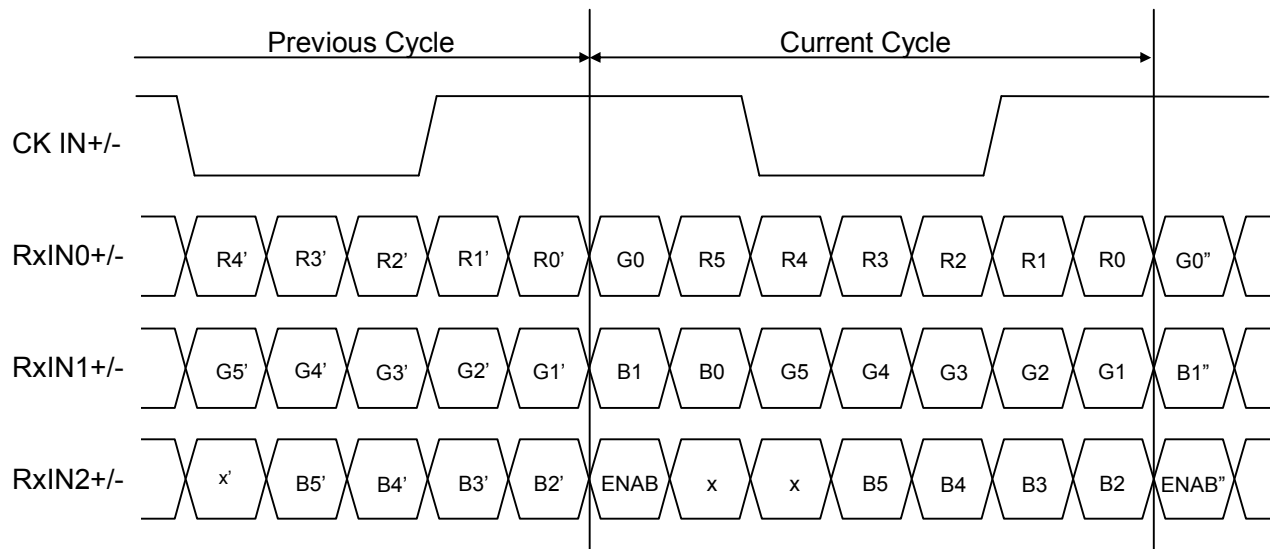 Previous Cycle Current Cycle
CK IN+/-
RxIN0+/- R4’ R3’ R2’ R1’ R0’ G0 R5 R4 R3 R2 R1 R0 G0”
RxIN1+/- G5’ G4’ G3’ G2’ G1’ B1 B0 G5 G4 G3 G2 G1 B1”
RxIN2+/- x’ B5’ B4’ B3’ B2’ ENAB x x B5 B4 B3 B2 ENAB”